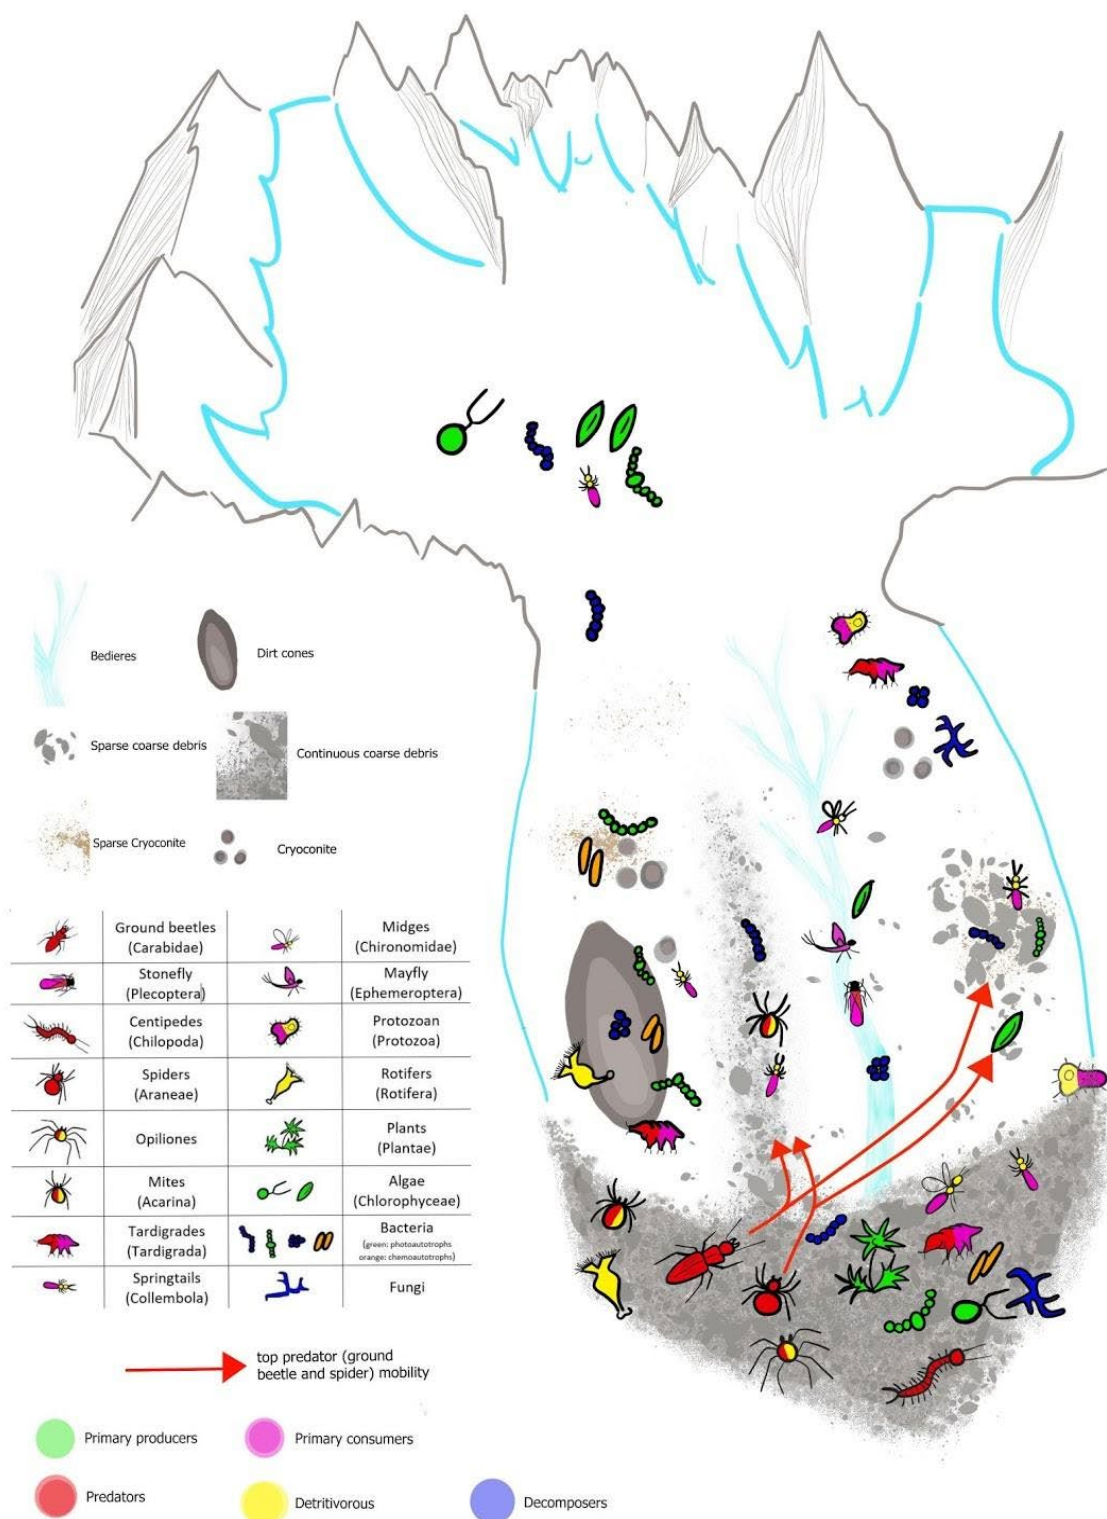 Bedieres
Dirt cones
Sparse coarse debris
Continuous coarse debris
Sparse Cryoconite
Cryoconite
Ground beetles
(Carabidae)
Midges
(Chironomidae)
Stonefly
(Plecoptera)
Mayfly
(Ephemeroptera)
Centipedes
(Chilopoda)
Protozoan
(Protozoa)
Spiders
(Araneae)
Rotifers
(Rotifera)
Opiliones
Plants
(Plantae)
Mites
(Acarina)
Algae
(Chlorophyceae)
Tardigrades
(Tardigrada)
Bacteria
(green: photoautotrophs
orange: chemoautotrophs)
Springtails
(Collembola)
Fungi
top predator (ground
beetle and spider) mobility
Primary producers
Primary consumers
Predators
Detritivorous
Decomposers